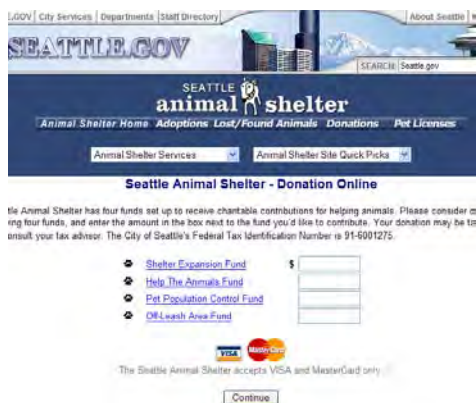 E.GOV City Services Departments Staff Directory About Seattle
SEATTLE.GOV
SEARCH: Seattle.gov
SEATTLE
animal shelter
Animal Shelter Home Adoptions Lost/Found Animals Donations Pet Licenses
Animal Shelter Services Animal Shelter Site Quick Picks
Seattle Animal Shelter - Donation Online
tle Animal Shelter has four funds set up to receive charitable contributions for helping animals. Please consider
ing four funds, and enter the amount in the box next to the fund you'd like to contribute. Your donation may be
onsult your tax advisor. The City of Seattle's Federal Tax Identification Number is 91-6001275.
Shelter Expansion Fund $
Help The Animals Fund
Pet Population Control Fund
Off-Leash Area Fund
VISA MasterCard
The Seattle Animal Shelter accepts VISA and MasterCard only
Continue